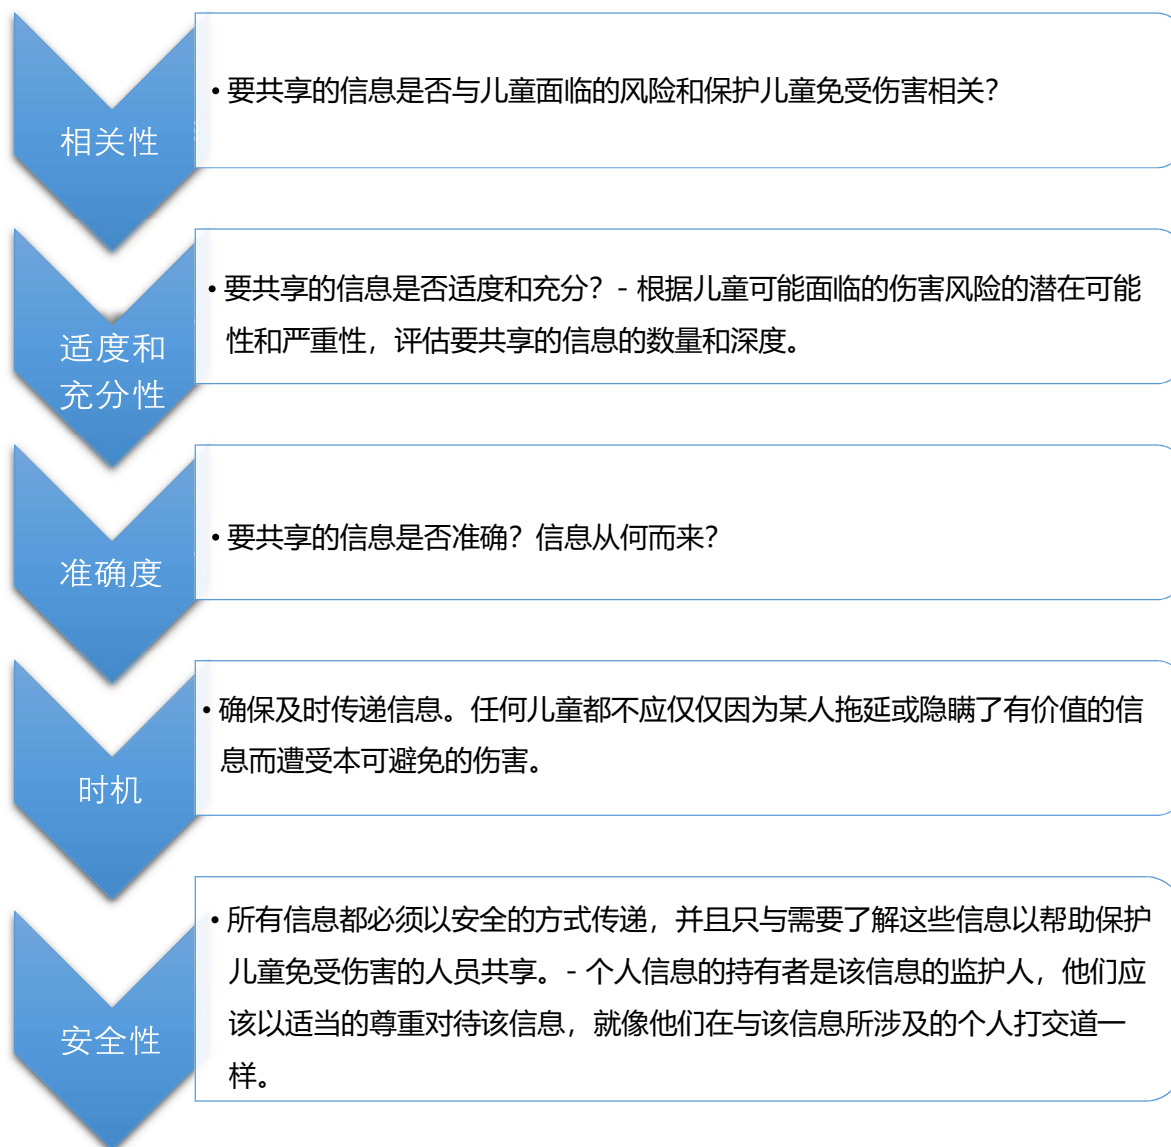 相关性
• 要共享的信息是否与儿童面临的风险和保护儿童免受伤害相关？
适度和
充分性
• 要共享的信息是否适度和充分？- 根据儿童可能面临的伤害风险的潜在可能
性和严重性，评估要共享的信息的数量和深度。
准确度
• 要共享的信息是否准确？信息从何而来？
时机
• 确保及时传递信息。任何儿童都不应仅仅因为某人拖延或隐瞒了有价值的信
息而遭受本可避免的伤害。
安全性
• 所有信息都必须以安全的方式传递，并且只与需要了解这些信息以帮助保护
儿童免受伤害的人员共享。- 个人信息的持有者是该信息的监护人，他们应
该以适当的尊重对待该信息，就像他们在与该信息所涉及的个人打交道一
样。